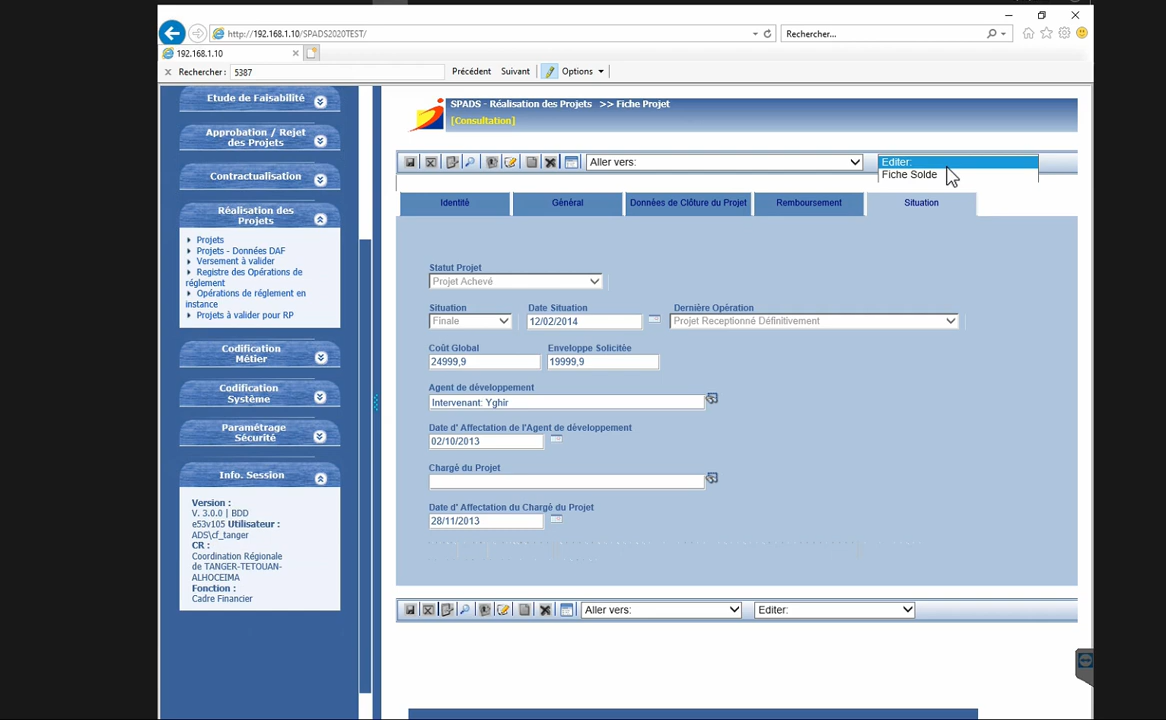 http://192.168.1.10/SPADS2020TEST/
Rechercher...
192.168.1.10
Rechercher : 5387
Précédent Suivant Options
Etude de Faisabilité
Approbation / Rejet
des Projets
Contractualisation
Réalisation des
Projets
Projets
Projets - Données DAF
Versement à valider
Registre des Opérations de
réglement
Opérations de réglement en
instance
Projets à valider pour RP
Codification
Métier
Codification
Système
Paramétrage
Sécurité
Info. Session
Version :
V. 3.0.0 | BDD
e53v105 Utilisateur :
ADS\cf_tanger
CR :
Coordination Régionale
de TANGER-TETOUAN-
ALHOCEIMA
Fonction :
Cadre Financier
SPADS - Réalisation des Projets >> Fiche Projet
[Consultation]
Aller vers:
Editer:
Fiche Solde
Identité Général Données de Clôture du Projet Remboursement Situation
Statut Projet
Projet Achevé
Situation Date Situation Dernière Opération
Finale 12/02/2014 Projet Receptionné Définitivement
Coût Global Enveloppe Solicitée
24999,9 19999,9
Agent de développement
Intervenant: Yghir
Date d' Affectation de l'Agent de développement
02/10/2013
Chargé du Projet
Date d' Affectation du Chargé du Projet
28/11/2013
Aller vers: Editer: